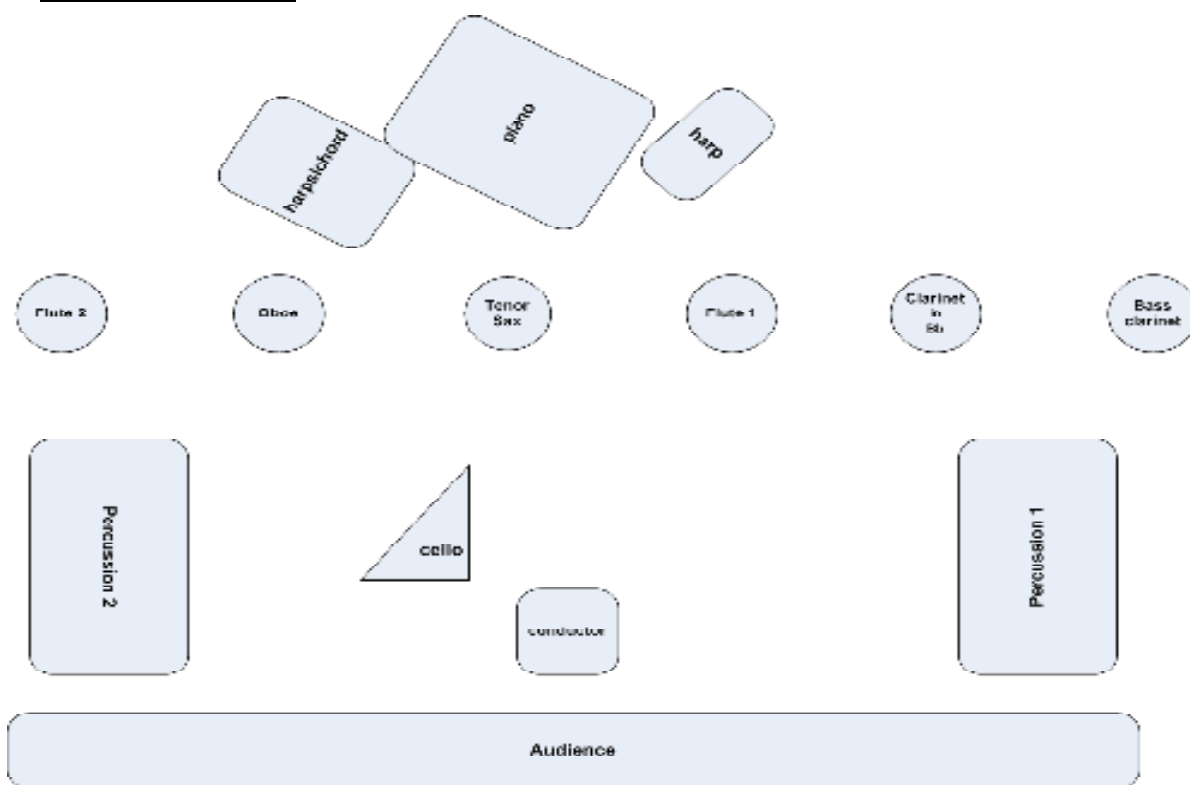 piano
harpsichord
harp
Flute 2
Oboe
Tenor
Sax
Flute 1
Clarinet
in
Bb
Bass
clarinet
Percussion 2
cello
Percussion 1
conductor
Audience